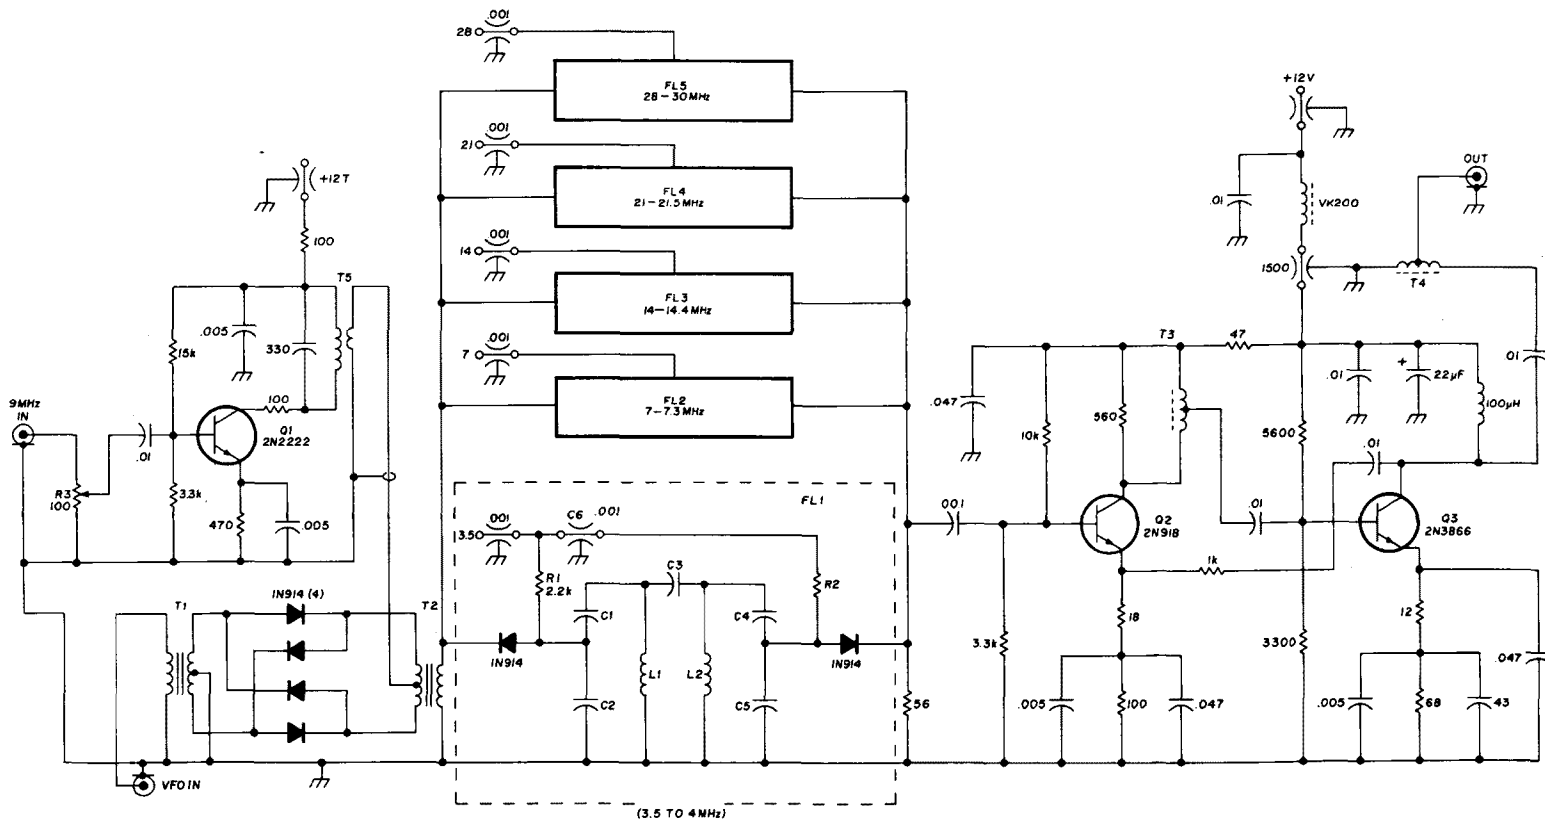 .001
28
FL5
28-30MHz
.001
21
FL4
21-21.5MHz
.001
14
FL3
14-14.4MHz
.001
7
FL2
7-7.3MHz
+12T
100
T5
.005
330
15k
100
Q1
2N2222
9MHz
IN
.01
R3
100
3.3k
470
.005
T1
1N914 (4)
T2
VFO IN
FL1
3.5
.001
C6
.001
R1
2.2k
R2
C3
C1
C4
1N914
1N914
L1
L2
C2
C5
56
(3.5 TO 4MHz)
+12V
.01
VK200
OUT
1500
T4
T3
47
.047
10k
560
.01
+
22µF
100µH
.01
5600
.01
.001
Q2
2N918
.01
Q3
2N3866
1k
3.3k
18
3300
12
.005
100
.047
.005
68
43
.047